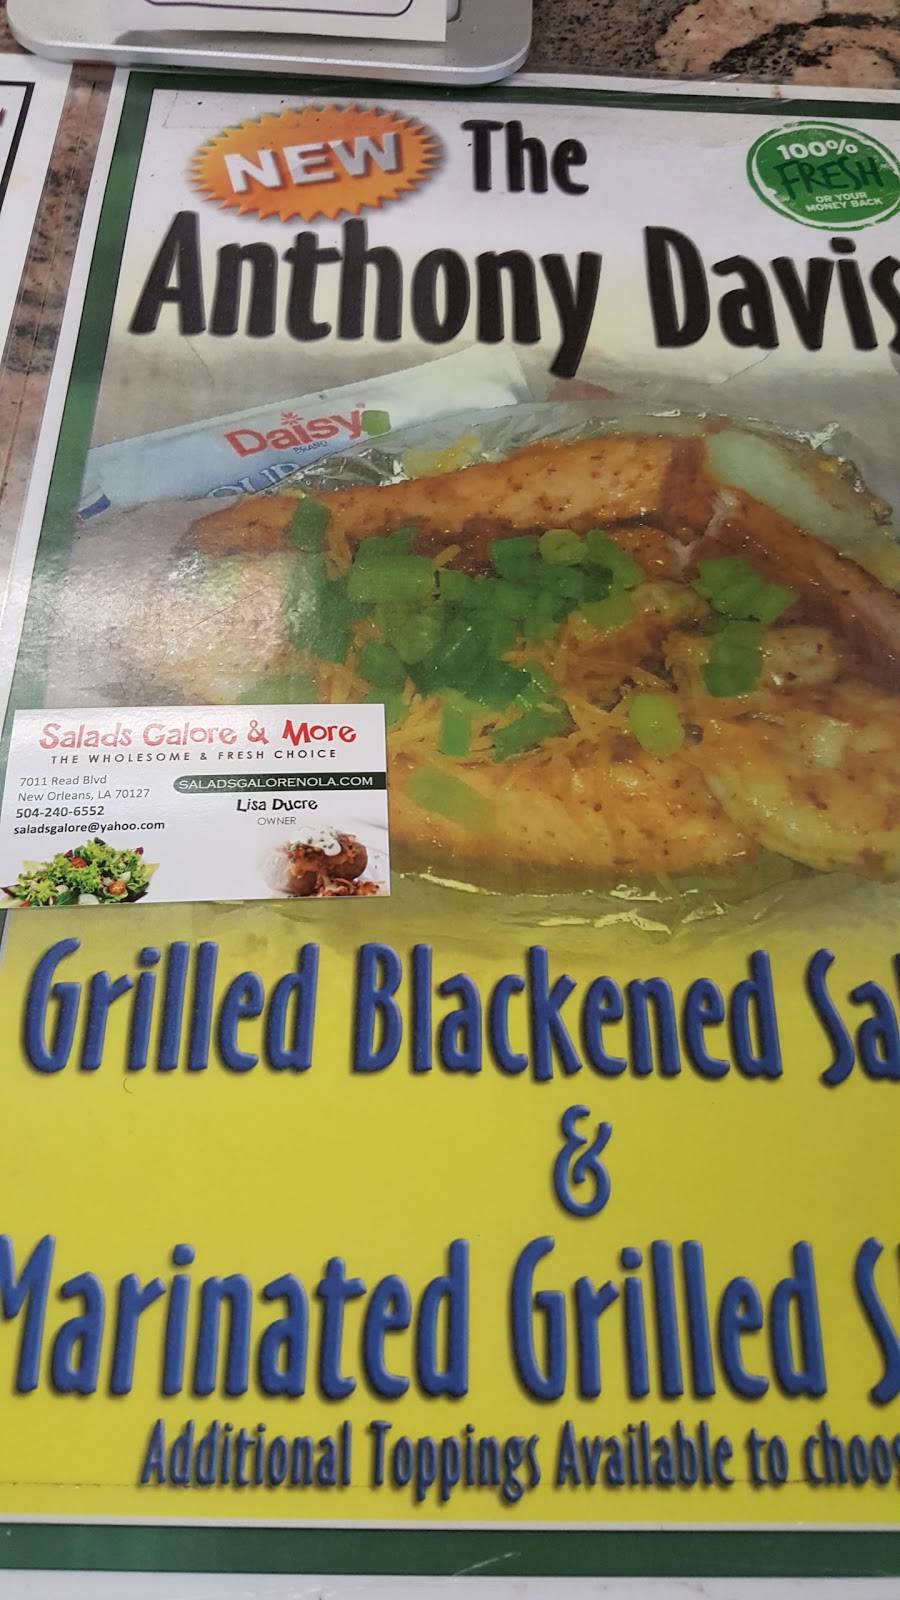 NEW
The
100%
FRESH
OR YOUR
MONEY BACK
Anthony Davis
Daisy
BRAND
Salads Galore & More
THE WHOLESOME & FRESH CHOICE
7011 Read Blvd
New Orleans, LA 70127
504-240-6552
saladsgalore@yahoo.com
SALADSGALORENOLA.COM
Lisa Ducre
OWNER
Grilled Blackened
&
Marinated Grilled
Additional Toppings Available to